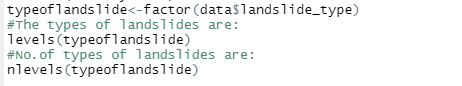 typeoflandslide<-factor(data$landslide_type)
#The types of landslides are:
levels(typeoflandslide)
#No.of types of landslides are:
nlevels(typeoflandslide)